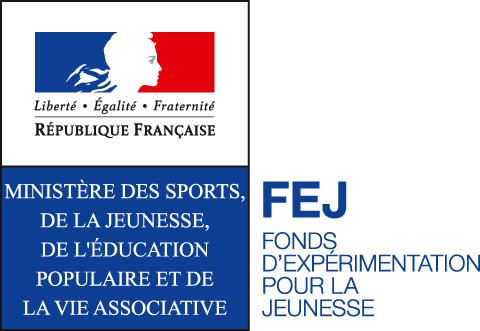 Liberté • Égalité • Fraternité
RÉPUBLIQUE FRANÇAISE
MINISTÈRE DES SPORTS,
DE LA JEUNESSE,
DE L'ÉDUCATION
POPULAIRE ET DE
LA VIE ASSOCIATIVE
FEJ
FONDS
D'EXPÉRIMENTATION
POUR LA
JEUNESSE